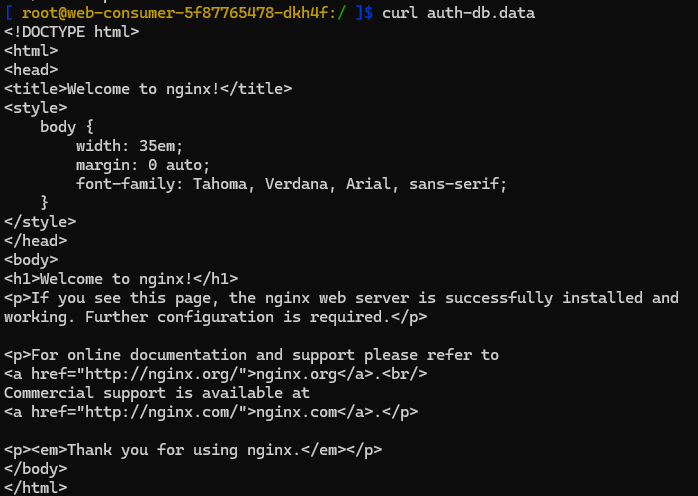 [ root@web-consumer-5f87765478-dkh4f:/ ]$ curl auth-db.data
<!DOCTYPE html>
<html>
<head>
<title>Welcome to nginx!</title>
<style>
    body {
        width: 35em;
        margin: 0 auto;
        font-family: Tahoma, Verdana, Arial, sans-serif;
    }
</style>
</head>
<body>
<h1>Welcome to nginx!</h1>
<p>If you see this page, the nginx web server is successfully installed and
working. Further configuration is required.</p>

<p>For online documentation and support please refer to
<a href="http://nginx.org/">nginx.org</a>.<br/>
Commercial support is available at
<a href="http://nginx.com/">nginx.com</a>.</p>

<p><em>Thank you for using nginx.</em></p>
</body>
</html>